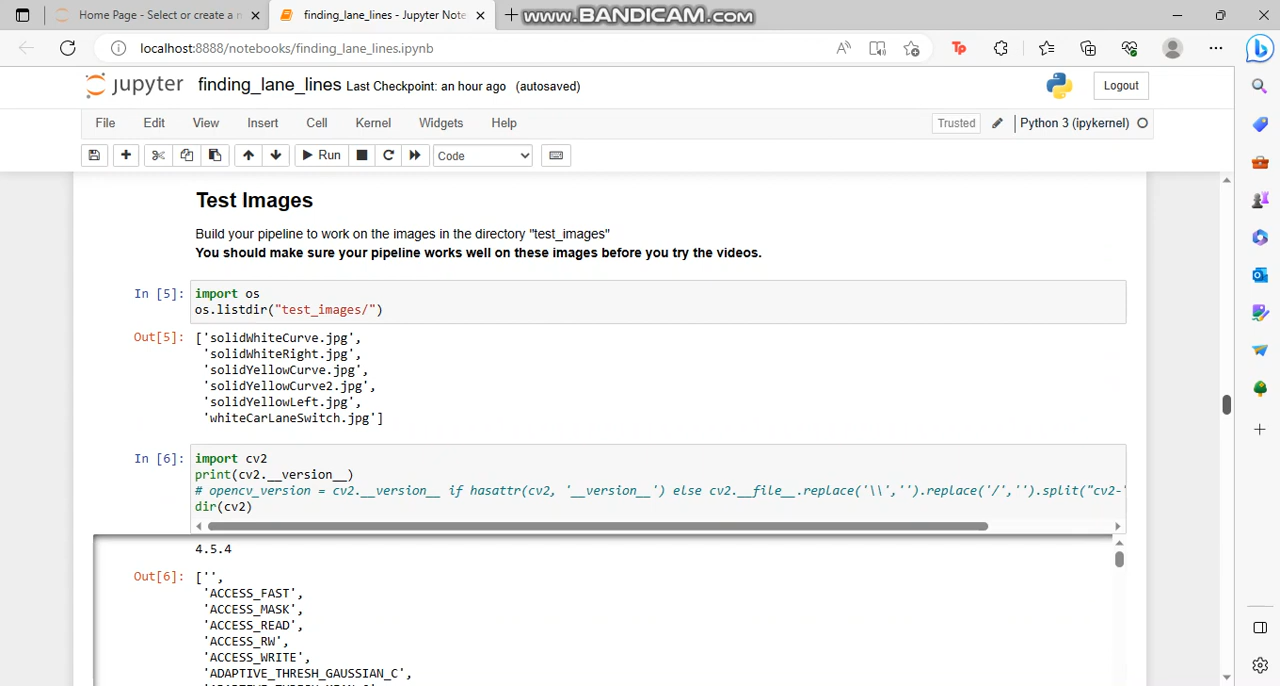 Home Page - Select or create a n
finding_lane_lines - Jupyter Note
www.BANDICAM.com
localhost:8888/notebooks/finding_lane_lines.ipynb
jupyter finding_lane_lines Last Checkpoint: an hour ago (autosaved)
Logout
File Edit View Insert Cell Kernel Widgets Help
Trusted Python 3 (ipykernel)
Run Code
Test Images
Build your pipeline to work on the images in the directory "test_images"
You should make sure your pipeline works well on these images before you try the videos.
In [5]: import os
os.listdir("test_images/")
Out[5]: ['solidWhiteCurve.jpg',
'solidWhiteRight.jpg',
'solidYellowCurve.jpg',
'solidYellowCurve2.jpg',
'solidYellowLeft.jpg',
'whiteCarLaneSwitch.jpg']
In [6]: import cv2
print(cv2.__version__)
# opencv_version = cv2.__version__ if hasattr(cv2, '__version__') else cv2.__file__.replace('\\','').replace('/','').split("cv2-'
dir(cv2)
4.5.4
Out[6]: ['',
'ACCESS_FAST',
'ACCESS_MASK',
'ACCESS_READ',
'ACCESS_RW',
'ACCESS_WRITE',
'ADAPTIVE_THRESH_GAUSSIAN_C',